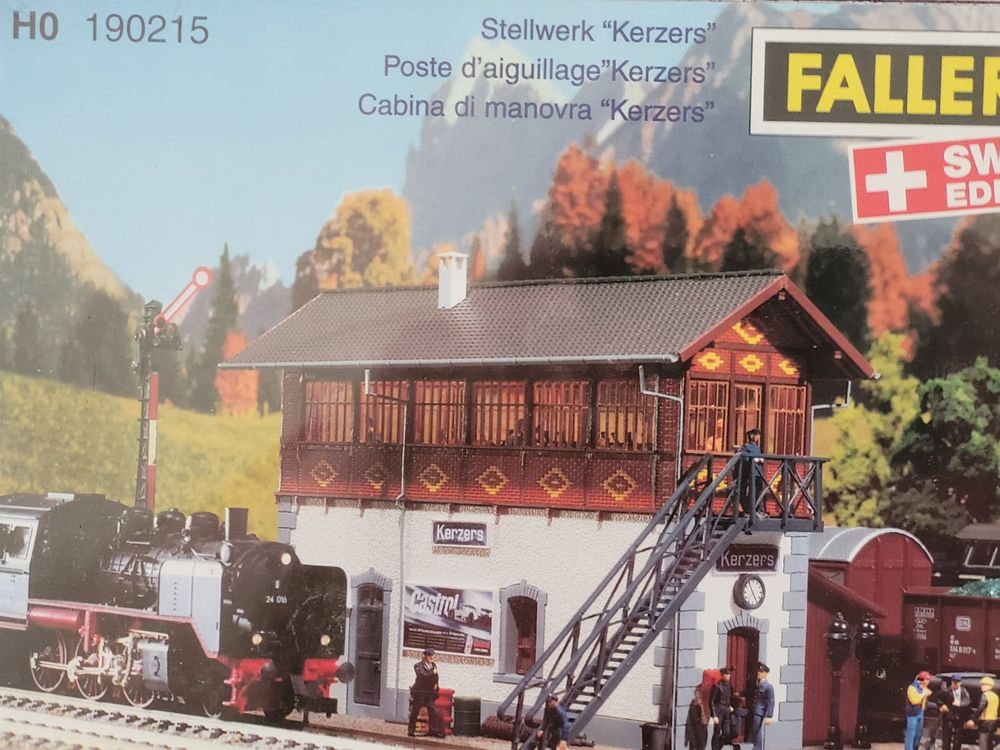 H0 190215
Stellwerk “Kerzers”
Poste d’aiguillage”Kerzers”
Cabina di manovra “Kerzers”
FALLER
SW
EDI
Kerzers
Kerzers
Castrol
24 016